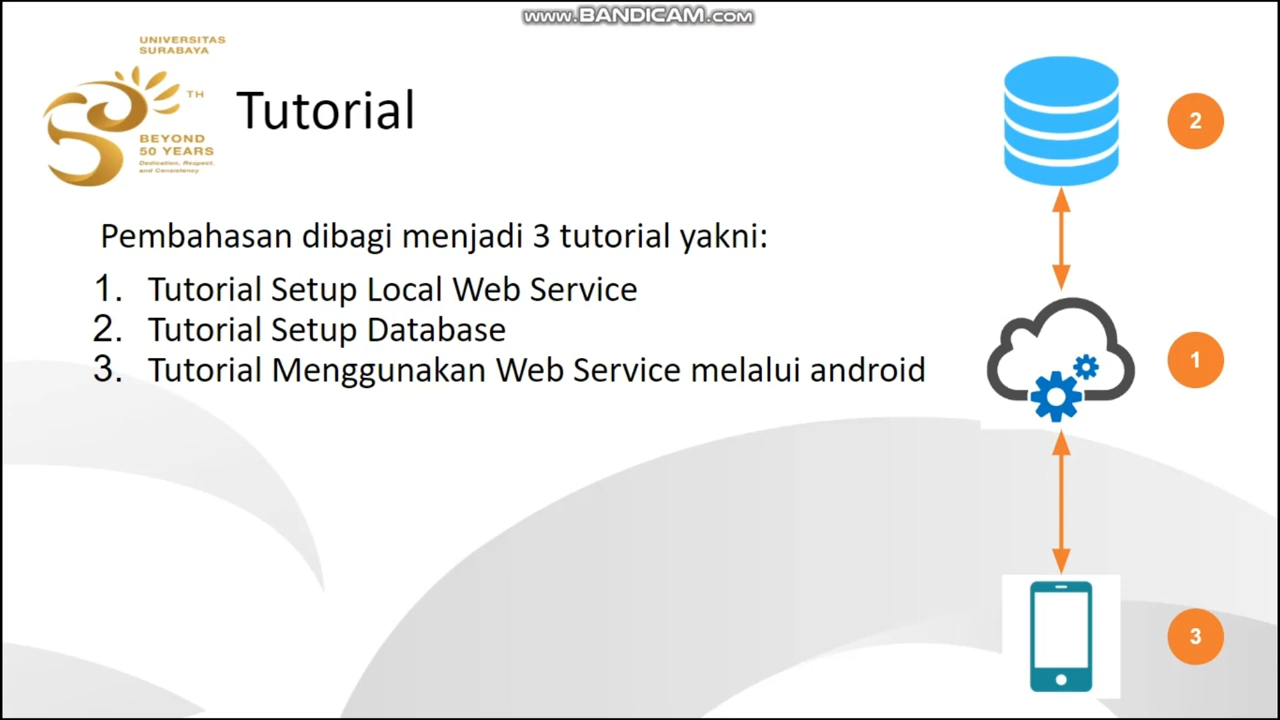 www.BANDICAM.com
UNIVERSITAS
SURABAYA
TH
BEYOND
50 YEARS
Dedication, Respect,
and Consistency
Tutorial
Pembahasan dibagi menjadi 3 tutorial yakni:
1. Tutorial Setup Local Web Service
2. Tutorial Setup Database
3. Tutorial Menggunakan Web Service melalui android
2
1
3